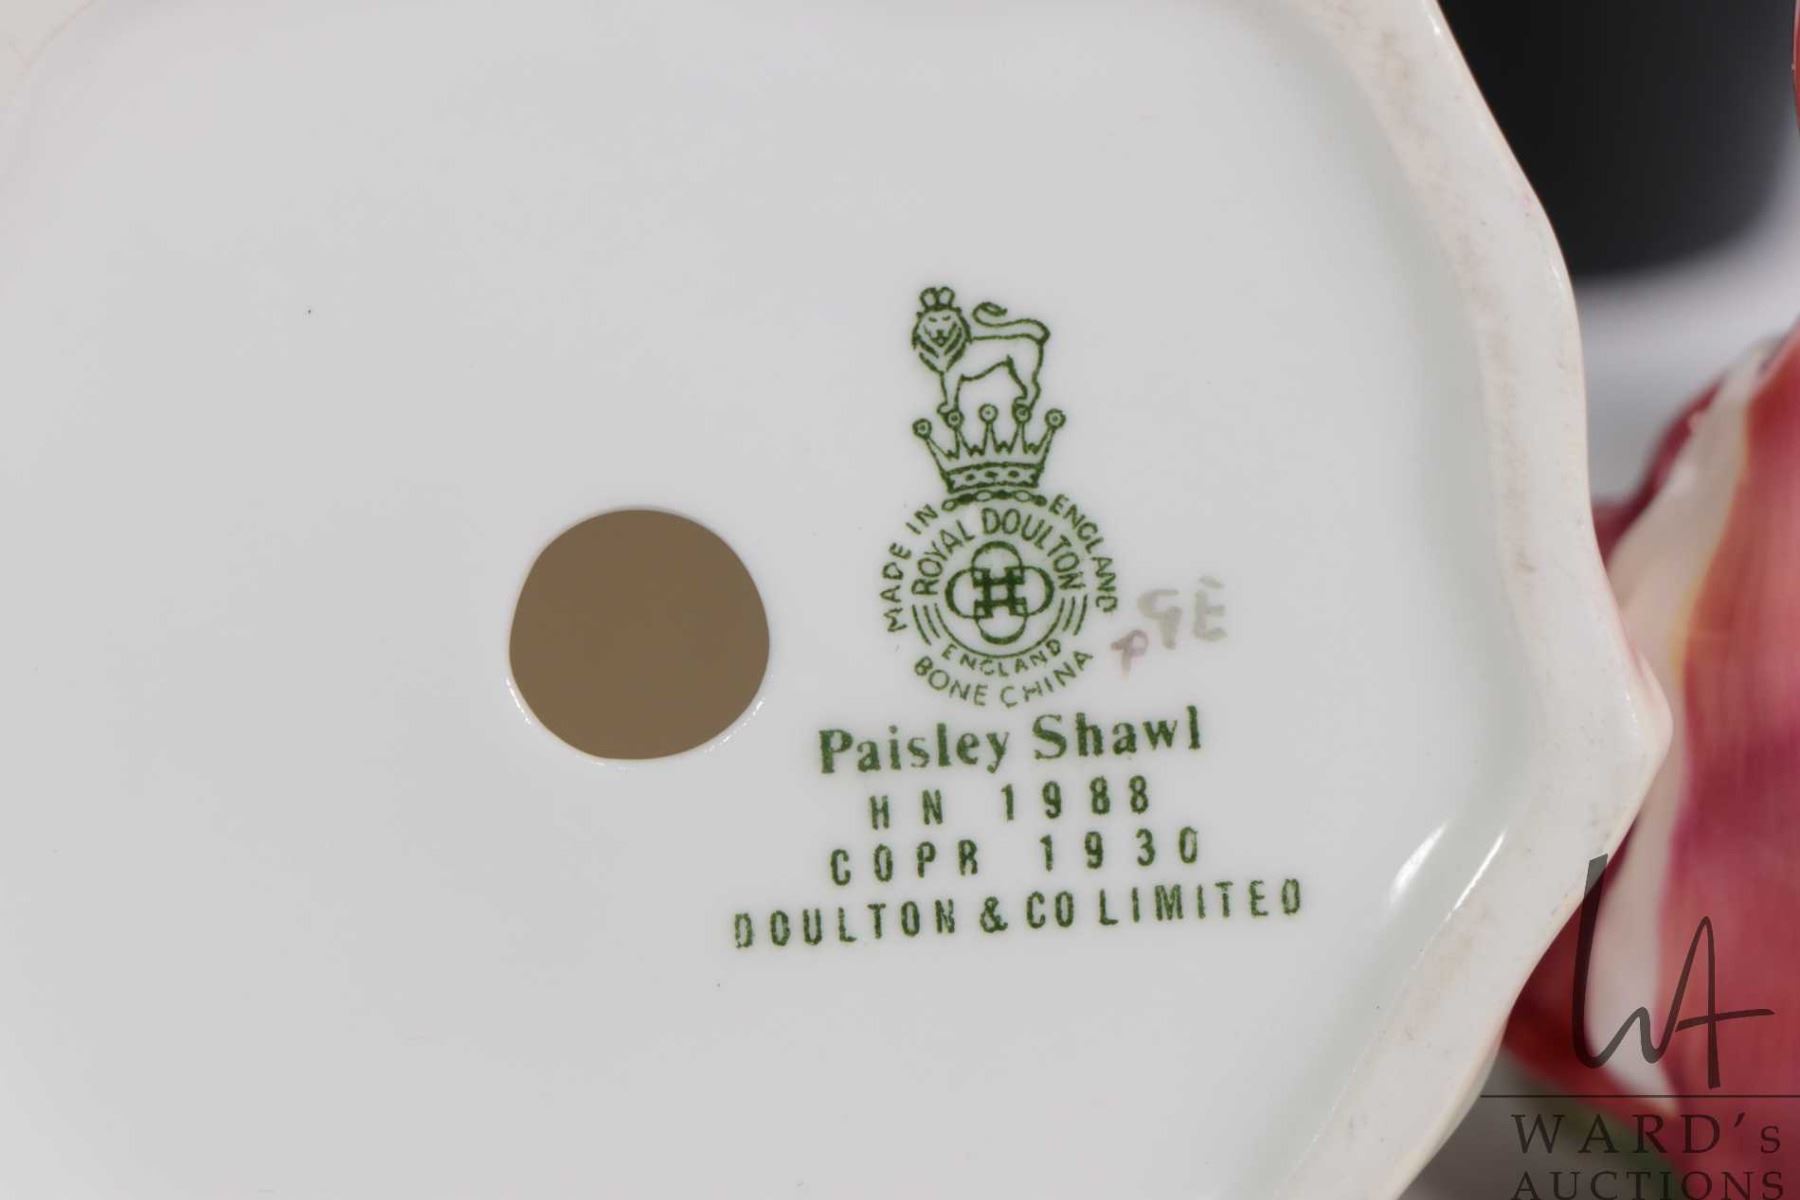 MADE IN ENGLAND
ROYAL DOULTON
ENGLAND
BONE CHINA
Paisley Shawl
HN 1988
COPR 1930
DOULTON & CO LIMITED
WARD's
AUCTIONS